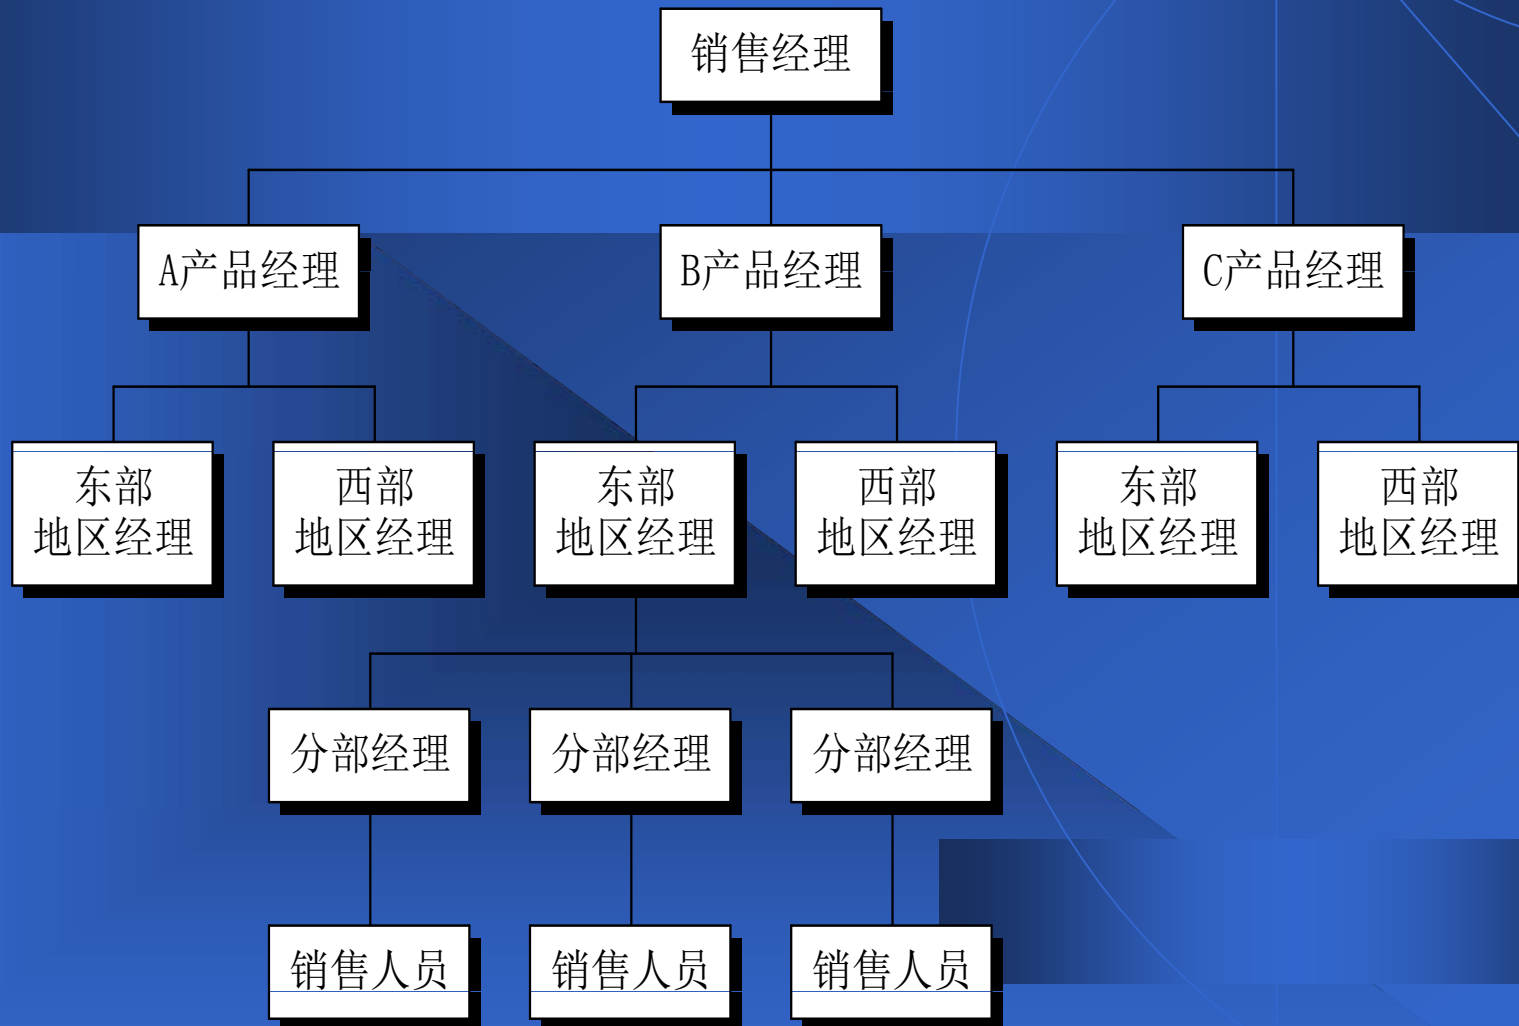 销售经理
A产品经理
B产品经理
C产品经理
东部
地区经理
西部
地区经理
东部
地区经理
西部
地区经理
东部
地区经理
西部
地区经理
分部经理
分部经理
分部经理
销售人员
销售人员
销售人员